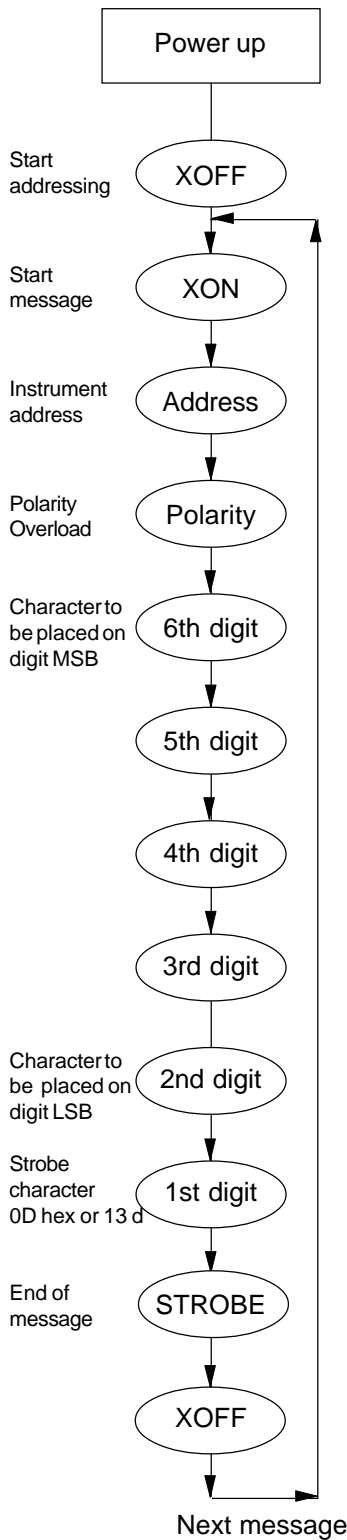 Power up
Start
addressing
XOFF
Start
message
XON
Instrument
address
Address
Polarity
Overload
Polarity
Character to
be placed on
digit MSB
6th digit
5th digit
4th digit
3rd digit
Character to
be placed on
digit LSB
2nd digit
Strobe
character
0D hex or 13 d
1st digit
End of
message
STROBE
XOFF
Next message